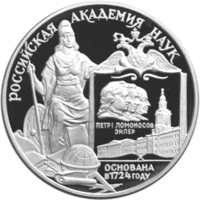 РОССИЙСКАЯ АКАДЕМИЯ НАУК
ПЕТР I ЛОМОНОСОВ
ЭЙЛЕР
ОСНОВАНА
В 1724 ГОДУ